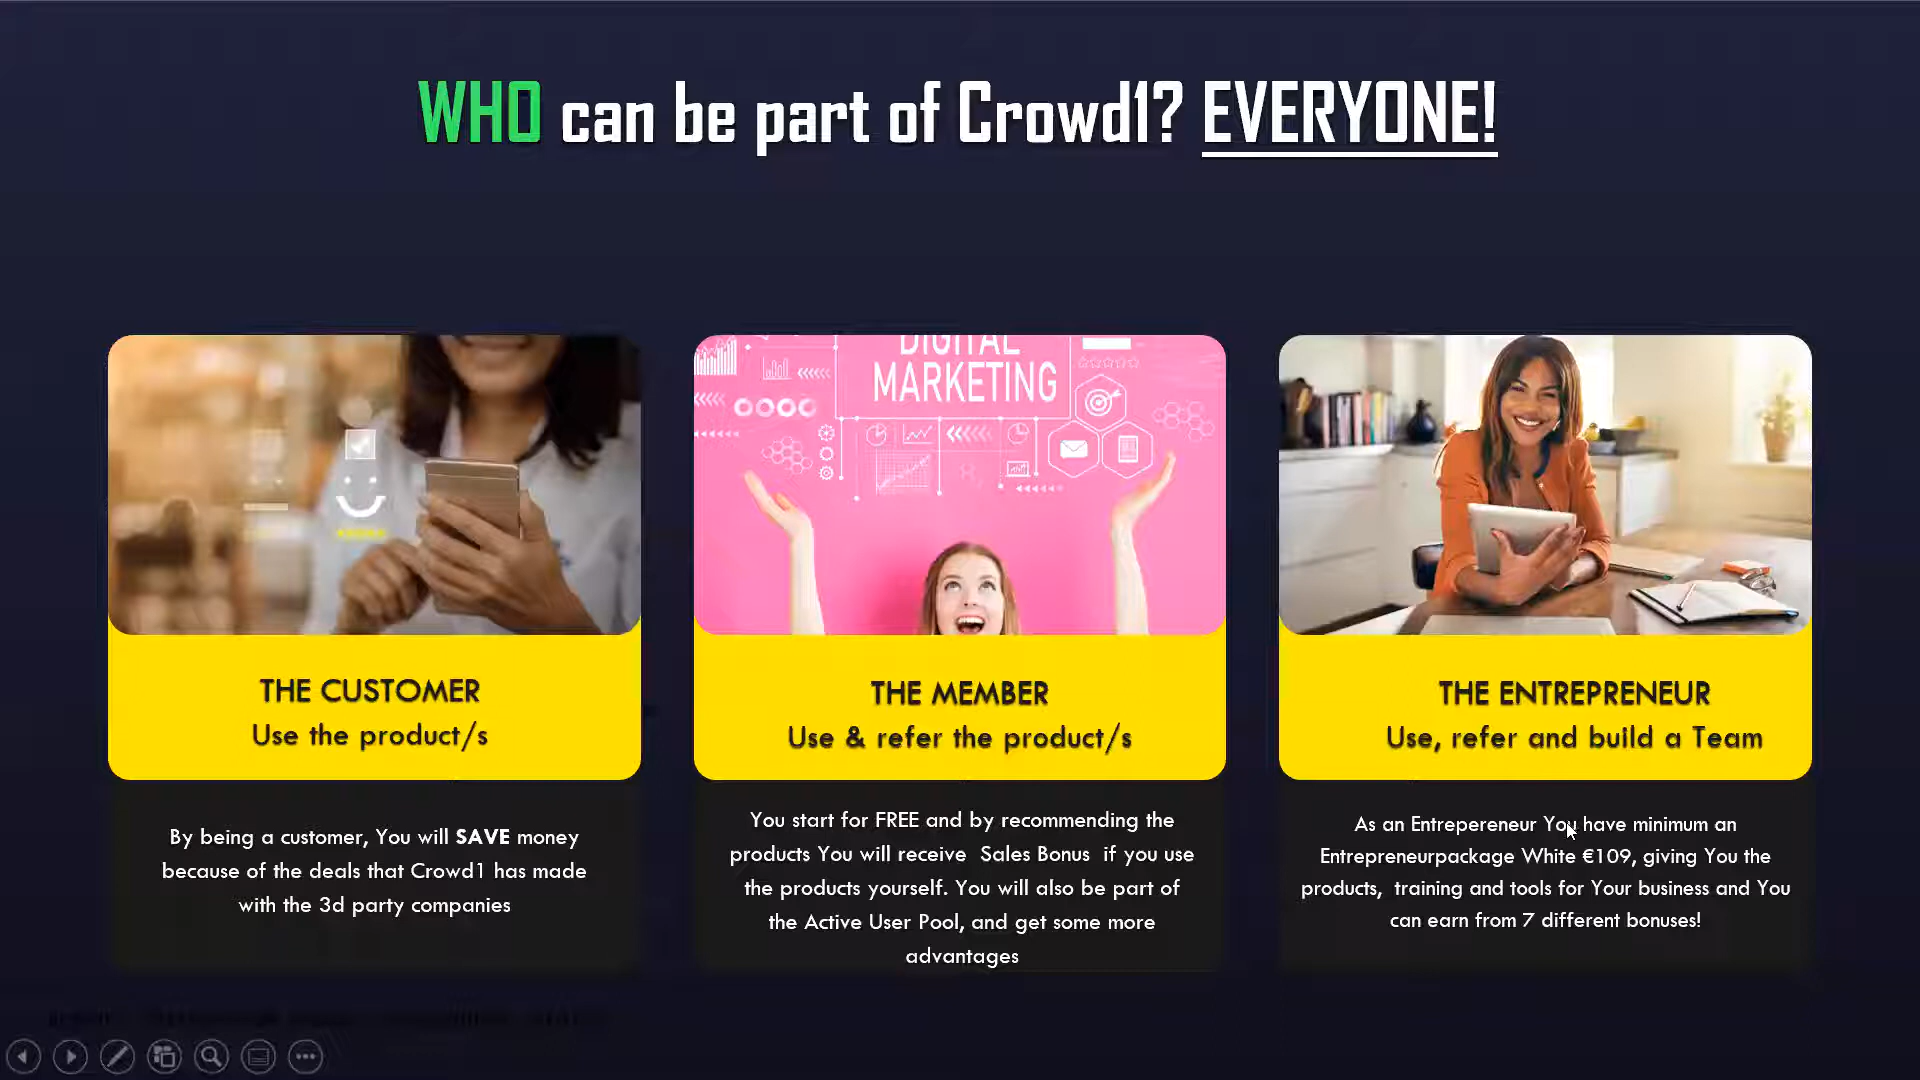 WHO can be part of Crowd1? EVERYONE!
DIGITAL
MARKETING
THE CUSTOMER
Use the product/s
By being a customer, You will SAVE money
because of the deals that Crowd1 has made
with the 3d party companies
THE MEMBER
Use & refer the product/s
You start for FREE and by recommending the
products You will receive Sales Bonus if you use
the products yourself. You will also be part of
the Active User Pool, and get some more
advantages
THE ENTREPRENEUR
Use, refer and build a Team
As an Entrepereneur You have minimum an
Entrepreneurpackage White €109, giving You the
products, training and tools for Your business and You
can earn from 7 different bonuses!